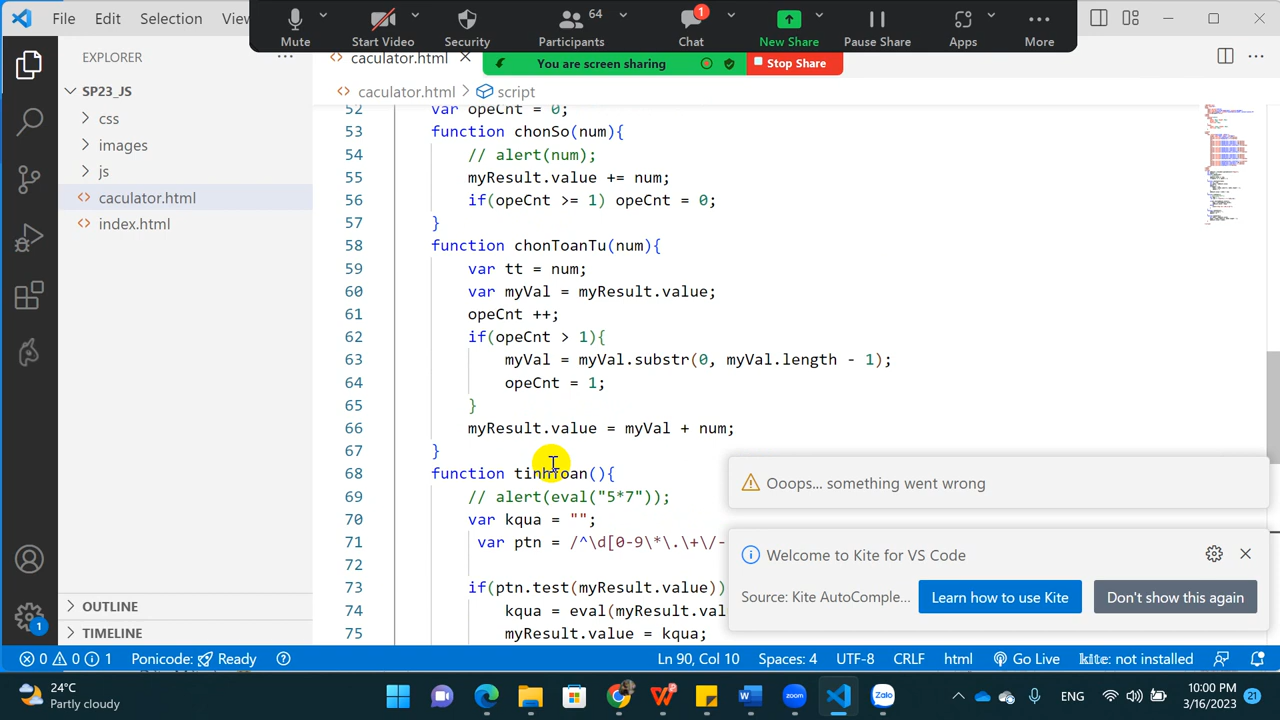 File Edit Selection View
64
1
Mute Start Video Security Participants Chat New Share Pause Share Apps More
EXPLORER
caculator.html
You are screen sharing
Stop Share
SP23_JS
caculator.html > script
css
images
js
caculator.html
index.html
52 var opeCnt = 0;
53 function chonSo(num){
54 // alert(num);
55 myResult.value += num;
56 if(opeCnt >= 1) opeCnt = 0;
57 }
58 function chonToanTu(num){
59 var tt = num;
60 var myVal = myResult.value;
61 opeCnt ++;
62 if(opeCnt > 1){
63 myVal = myVal.substr(0, myVal.length - 1);
64 opeCnt = 1;
65 }
66 myResult.value = myVal + num;
67 }
68 function tinhToan(){
69 // alert(eval("5*7"));
70 var kqua = "";
71 var ptn = /^\d[0-9\*\.\+\/-
72
73 if(ptn.test(myResult.value))
74 kqua = eval(myResult.val
75 myResult.value = kqua;
Ooops... something went wrong
Welcome to Kite for VS Code
Source: Kite AutoComple...
Learn how to use Kite
Don't show this again
OUTLINE
TIMELINE
1
0 0 1 Ponicode: Ready Ln 90, Col 10 Spaces: 4 UTF-8 CRLF html Go Live kite: not installed
24°C
Partly cloudy
zoom
Zalo
ENG
10:00 PM
3/16/2023
21